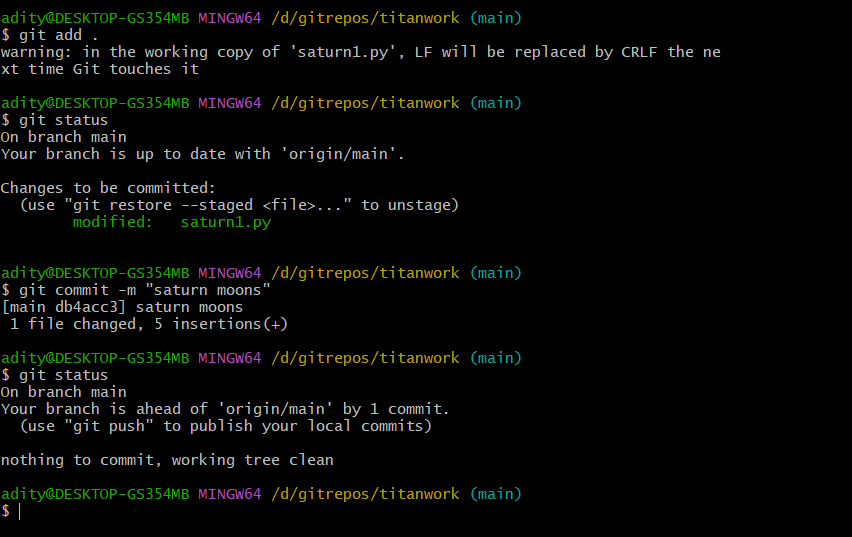 adity@DESKTOP-GS354MB MINGW64 /d/gitrepos/titanwork (main)
$ git add .
warning: in the working copy of 'saturn1.py', LF will be replaced by CRLF the ne
xt time Git touches it
adity@DESKTOP-GS354MB MINGW64 /d/gitrepos/titanwork (main)
$ git status
On branch main
Your branch is up to date with 'origin/main'.
Changes to be committed:
  (use "git restore --staged <file>..." to unstage)
        modified:   saturn1.py
adity@DESKTOP-GS354MB MINGW64 /d/gitrepos/titanwork (main)
$ git commit -m "saturn moons"
[main db4acc3] saturn moons
 1 file changed, 5 insertions(+)
adity@DESKTOP-GS354MB MINGW64 /d/gitrepos/titanwork (main)
$ git status
On branch main
Your branch is ahead of 'origin/main' by 1 commit.
  (use "git push" to publish your local commits)
nothing to commit, working tree clean
adity@DESKTOP-GS354MB MINGW64 /d/gitrepos/titanwork (main)
$